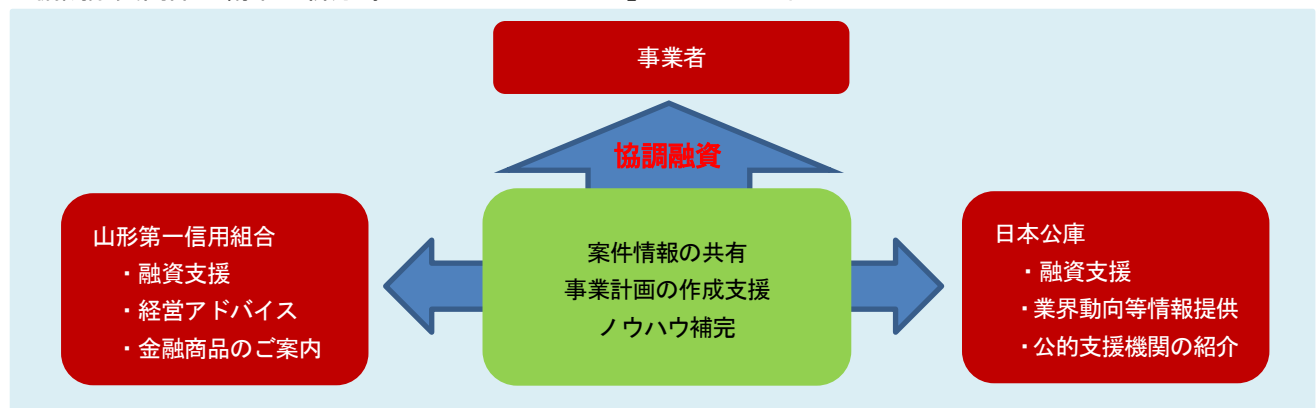 事業者
協調融資
山形第一信用組合
・融資支援
・経営アドバイス
・金融商品のご案内
案件情報の共有
事業計画の作成支援
ノウハウ補完
日本公庫
・融資支援
・業界動向等情報提供
・公的支援機関の紹介